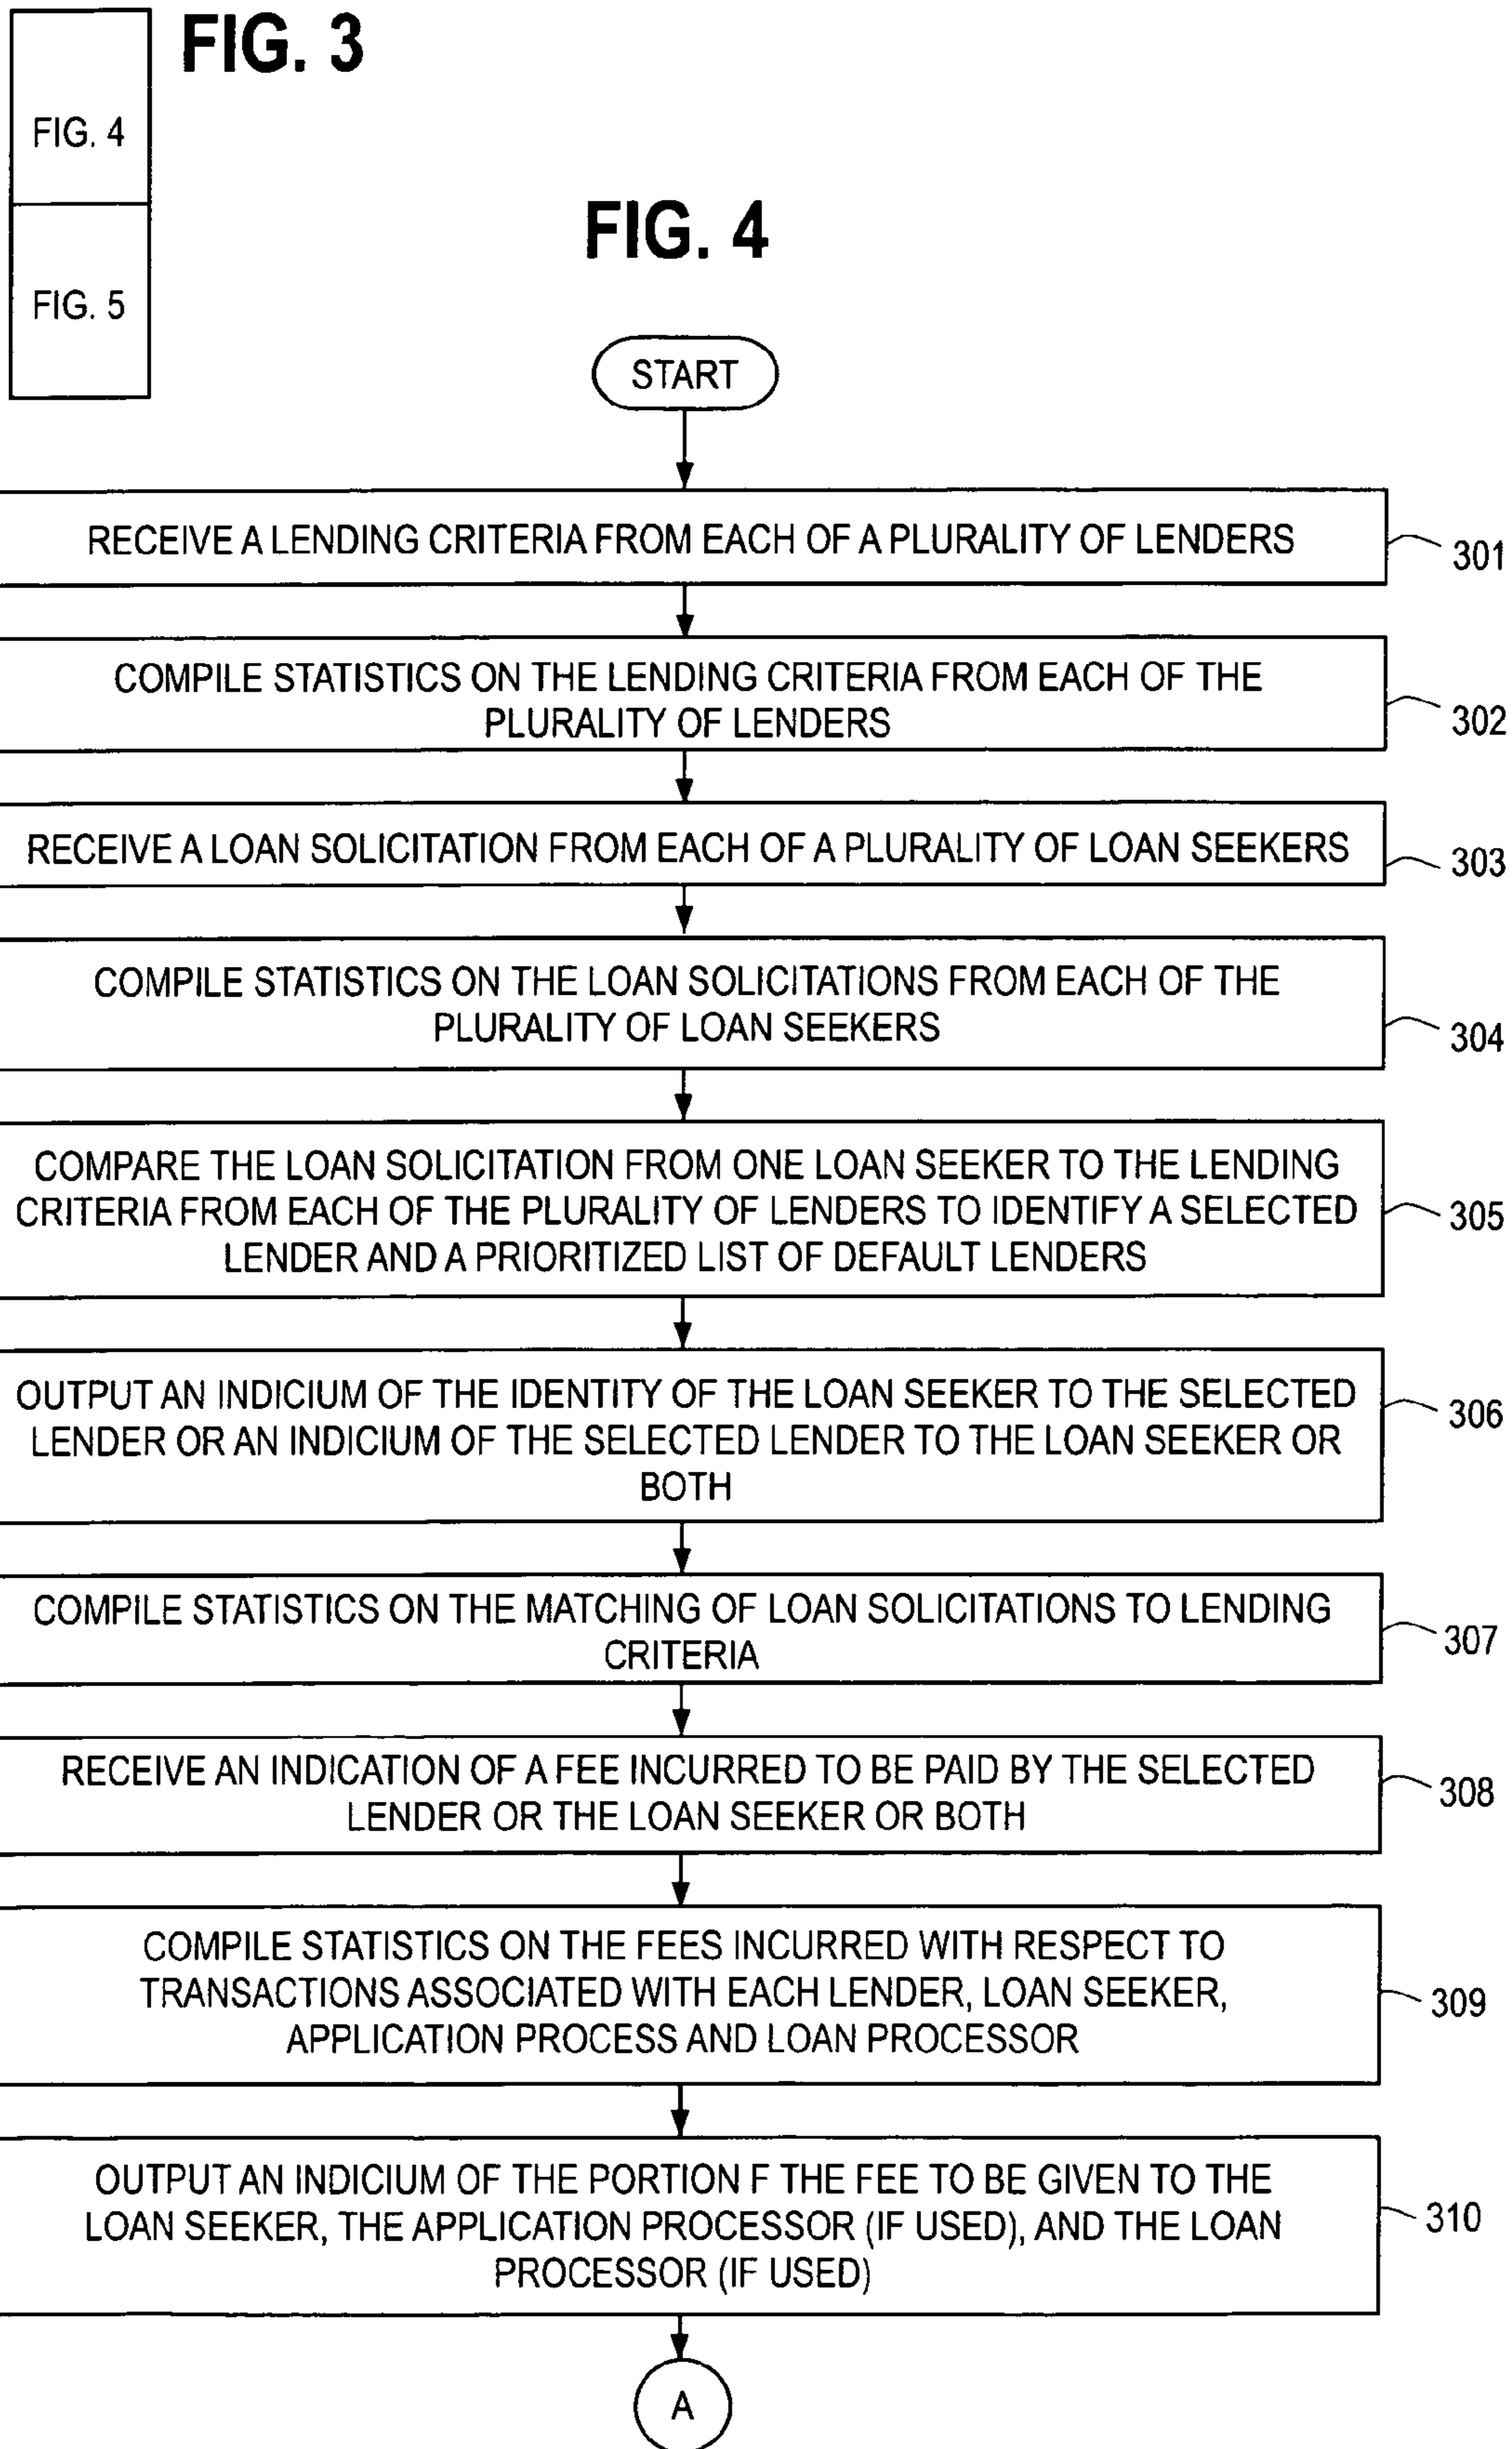 FIG. 3
FIG. 4
FIG. 5
FIG. 4
START
RECEIVE A LENDING CRITERIA FROM EACH OF A PLURALITY OF LENDERS
301
COMPILE STATISTICS ON THE LENDING CRITERIA FROM EACH OF THE
PLURALITY OF LENDERS
302
RECEIVE A LOAN SOLICITATION FROM EACH OF A PLURALITY OF LOAN SEEKERS
303
COMPILE STATISTICS ON THE LOAN SOLICITATIONS FROM EACH OF THE
PLURALITY OF LOAN SEEKERS
304
COMPARE THE LOAN SOLICITATION FROM ONE LOAN SEEKER TO THE LENDING
CRITERIA FROM EACH OF THE PLURALITY OF LENDERS TO IDENTIFY A SELECTED
LENDER AND A PRIORITIZED LIST OF DEFAULT LENDERS
305
OUTPUT AN INDICIUM OF THE IDENTITY OF THE LOAN SEEKER TO THE SELECTED
LENDER OR AN INDICIUM OF THE SELECTED LENDER TO THE LOAN SEEKER OR
BOTH
306
COMPILE STATISTICS ON THE MATCHING OF LOAN SOLICITATIONS TO LENDING
CRITERIA
307
RECEIVE AN INDICATION OF A FEE INCURRED TO BE PAID BY THE SELECTED
LENDER OR THE LOAN SEEKER OR BOTH
308
COMPILE STATISTICS ON THE FEES INCURRED WITH RESPECT TO
TRANSACTIONS ASSOCIATED WITH EACH LENDER, LOAN SEEKER,
APPLICATION PROCESS AND LOAN PROCESSOR
309
OUTPUT AN INDICIUM OF THE PORTION F THE FEE TO BE GIVEN TO THE
LOAN SEEKER, THE APPLICATION PROCESSOR (IF USED), AND THE LOAN
PROCESSOR (IF USED)
310
A